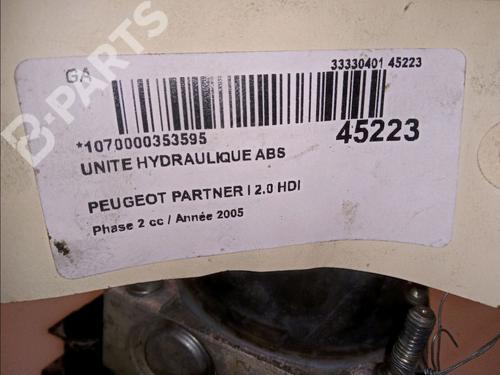 GA
33330401 45223
*1070000353595
45223
UNITE HYDRAULIQUE ABS
PEUGEOT PARTNER I 2.0 HDI
Phase 2 cc / Année 2005
B-PARTS